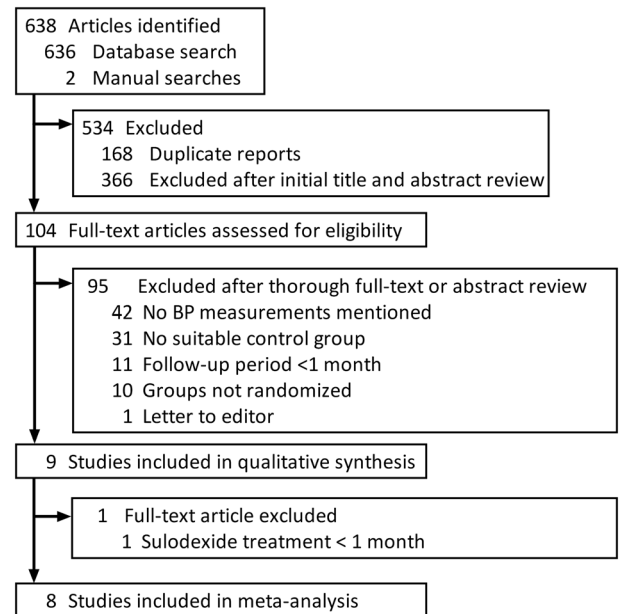 638 Articles identified
636 Database search
2 Manual searches
534 Excluded
168 Duplicate reports
366 Excluded after initial title and abstract review
104 Full-text articles assessed for eligibility
95 Excluded after thorough full-text or abstract review
42 No BP measurements mentioned
31 No suitable control group
11 Follow-up period <1 month
10 Groups not randomized
1 Letter to editor
9 Studies included in qualitative synthesis
1 Full-text article excluded
1 Sulodexide treatment < 1 month
8 Studies included in meta-analysis